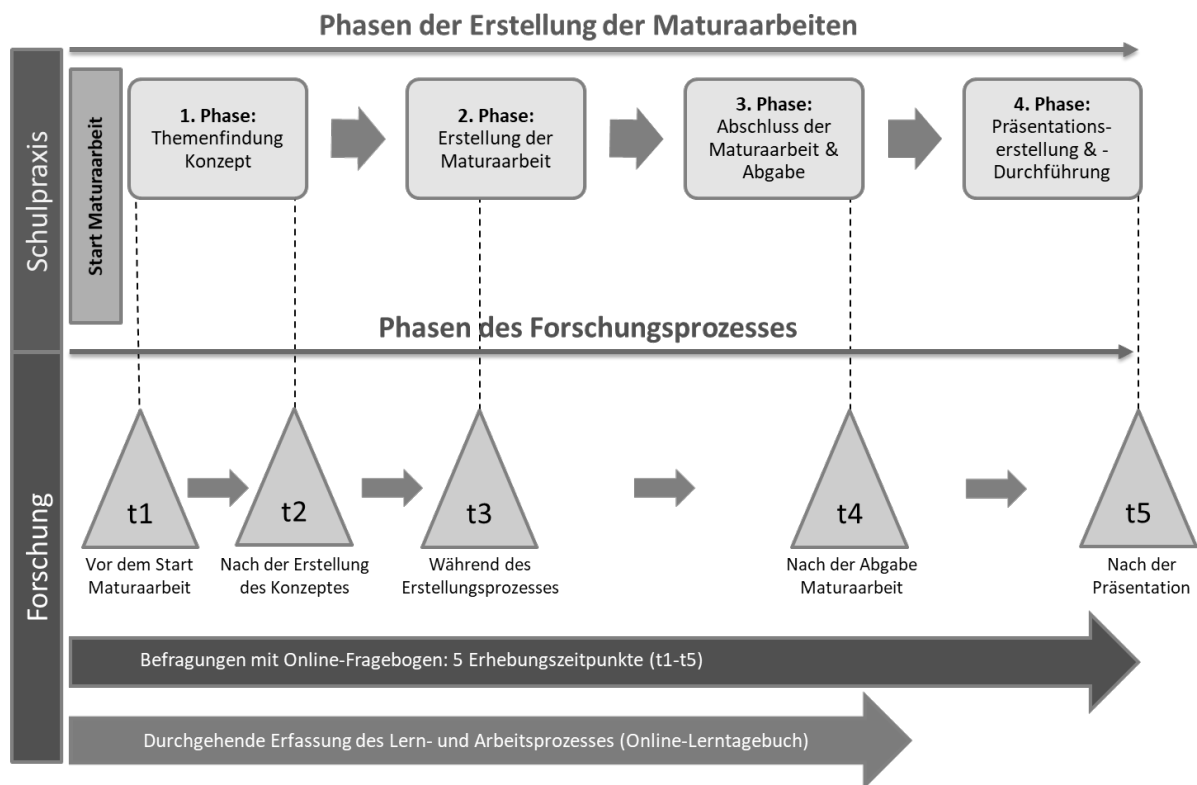 Phasen der Erstellung der Maturaarbeiten
Schulpraxis
Start Maturaarbeit
1. Phase:
Themenfindung
Konzept
2. Phase:
Erstellung der
Maturaarbeit
3. Phase:
Abschluss der
Maturaarbeit &
Abgabe
4. Phase:
Präsentations-
erstellung & -
Durchführung
Phasen des Forschungsprozesses
Forschung
t1
Vor dem Start
Maturaarbeit
t2
Nach der Erstellung
des Konzeptes
t3
Während des
Erstellungsprozesses
t4
Nach der Abgabe
Maturaarbeit
t5
Nach der
Präsentation
Befragungen mit Online-Fragebogen: 5 Erhebungszeitpunkte (t1-t5)
Durchgehende Erfassung des Lern- und Arbeitsprozesses (Online-Lerntagebuch)